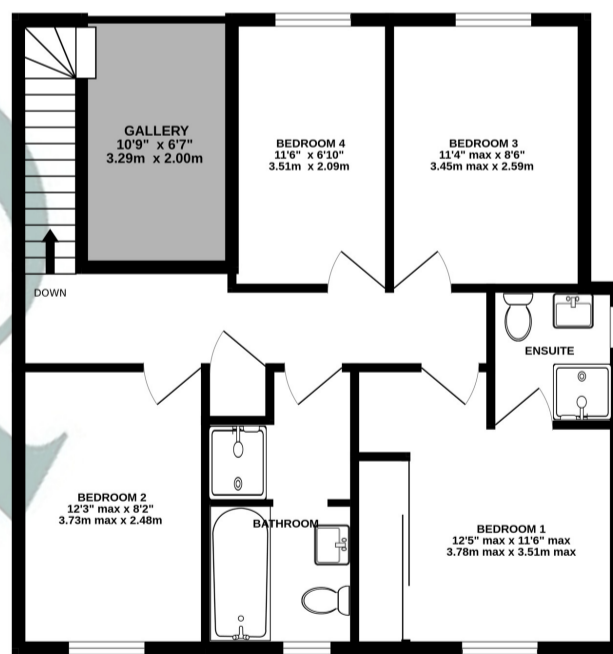 GALLERY
10'9" x 6'7"
3.29m x 2.00m
BEDROOM 4
11'6" x 6'10"
3.51m x 2.09m
BEDROOM 3
11'4" max x 8'6"
3.45m max x 2.59m
DOWN
ENSUITE
BEDROOM 2
12'3" max x 8'2"
3.73m max x 2.48m
BATHROOM
BEDROOM 1
12'5" max x 11'6" max
3.78m max x 3.51m max